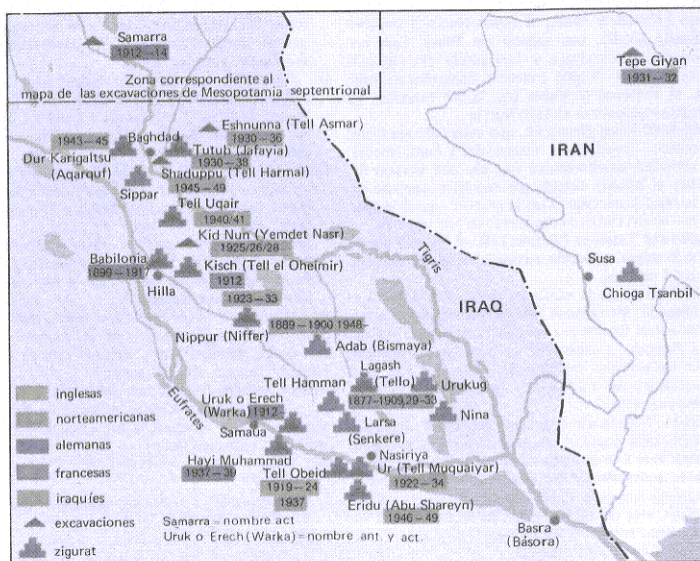 Samarra
1912–14
Zona correspondiente al
mapa de las excavaciones de Mesopotamia septentrional
Tepe Giyan
1931–32
IRAN
1943–45
Baghdad
Eshnunna (Tell Asmar)
1930–36
Dur Karigaltsu
(Aqarquf)
Tutub (Jafayia)
1930–38
Shaduppu (Tell Harmal)
1945–49
Sippar
Tell Uqair
1940/41
Kid Nun (Yemdet Nasr)
1925/26/28
Babilonia
1899–1917
Hilla
Kisch (Tell el Oheimir)
1912
1923–33
Tigris
IRAQ
Susa
Chioga Tsanbil
Nippur (Niffer)
1889–1900,1948–
Adab (Bismaya)
Lagash
(Tello)
1877–1909,29–33
Tell Hamman
Urukug
Nina
Eufrates
Uruk o Erech
(Warka)
1912–
Samaua
Larsa
(Senkere)
Hayi Muhammad
1937–39
Nasiriya
Tell Obeid
1919–24
1937
Ur (Tell Muquaiyar)
1922–34
Eridu (Abu Shareyn)
1946–49
Basra
(Básora)
inglesas
norteamericanas
alemanas
francesas
iraquíes
excavaciones
zigurat
Samarra = nombre act
Uruk o Erech (Warka) = nombre ant. y act.